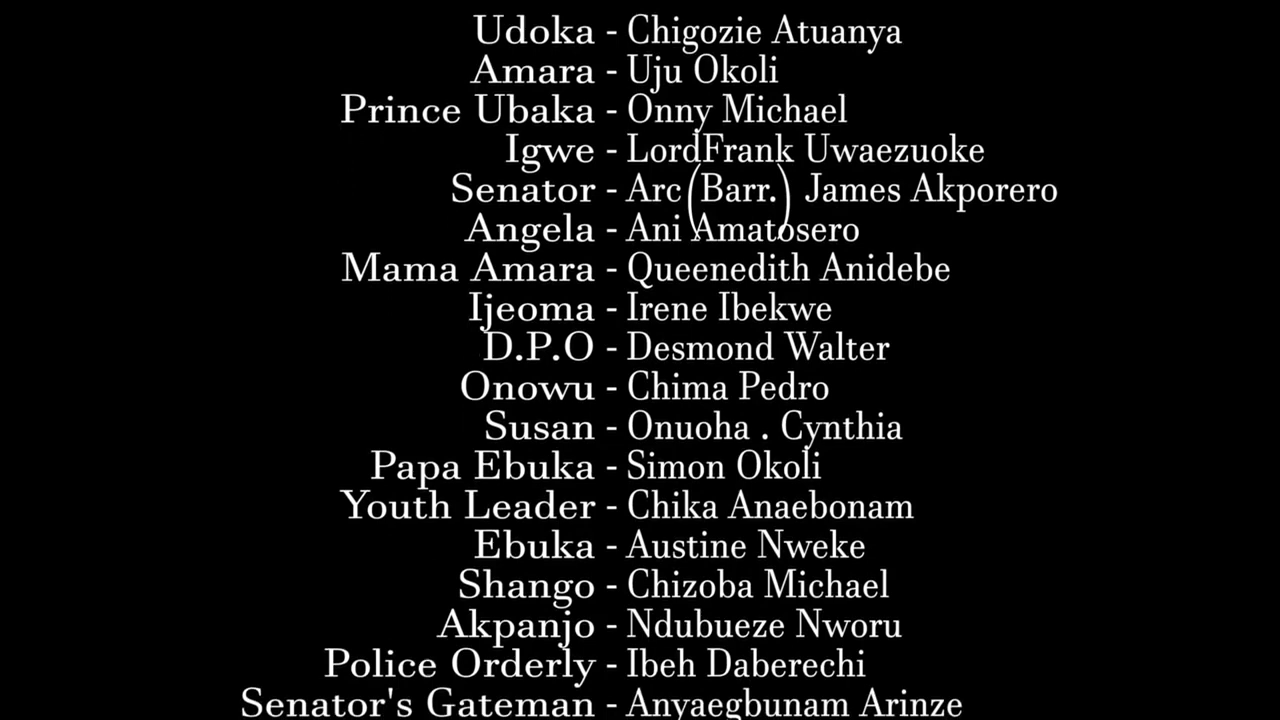 Udoka - Chigozie Atuanya
Amara - Uju Okoli
Prince Ubaka - Onny Michael
Igwe - LordFrank Uwaezuoke
Senator - Arc (Barr.) James Akporero
Angela - Ani Amatosero
Mama Amara - Queenedith Anidebe
Ijeoma - Irene Ibekwe
D.P.O - Desmond Walter
Onowu - Chima Pedro
Susan - Onuoha . Cynthia
Papa Ebuka - Simon Okoli
Youth Leader - Chika Anaebonam
Ebuka - Austine Nweke
Shango - Chizoba Michael
Akpanjo - Ndubueze Nworu
Police Orderly - Ibeh Daberechi
Senator's Gateman - Anyaegbunam Arinze